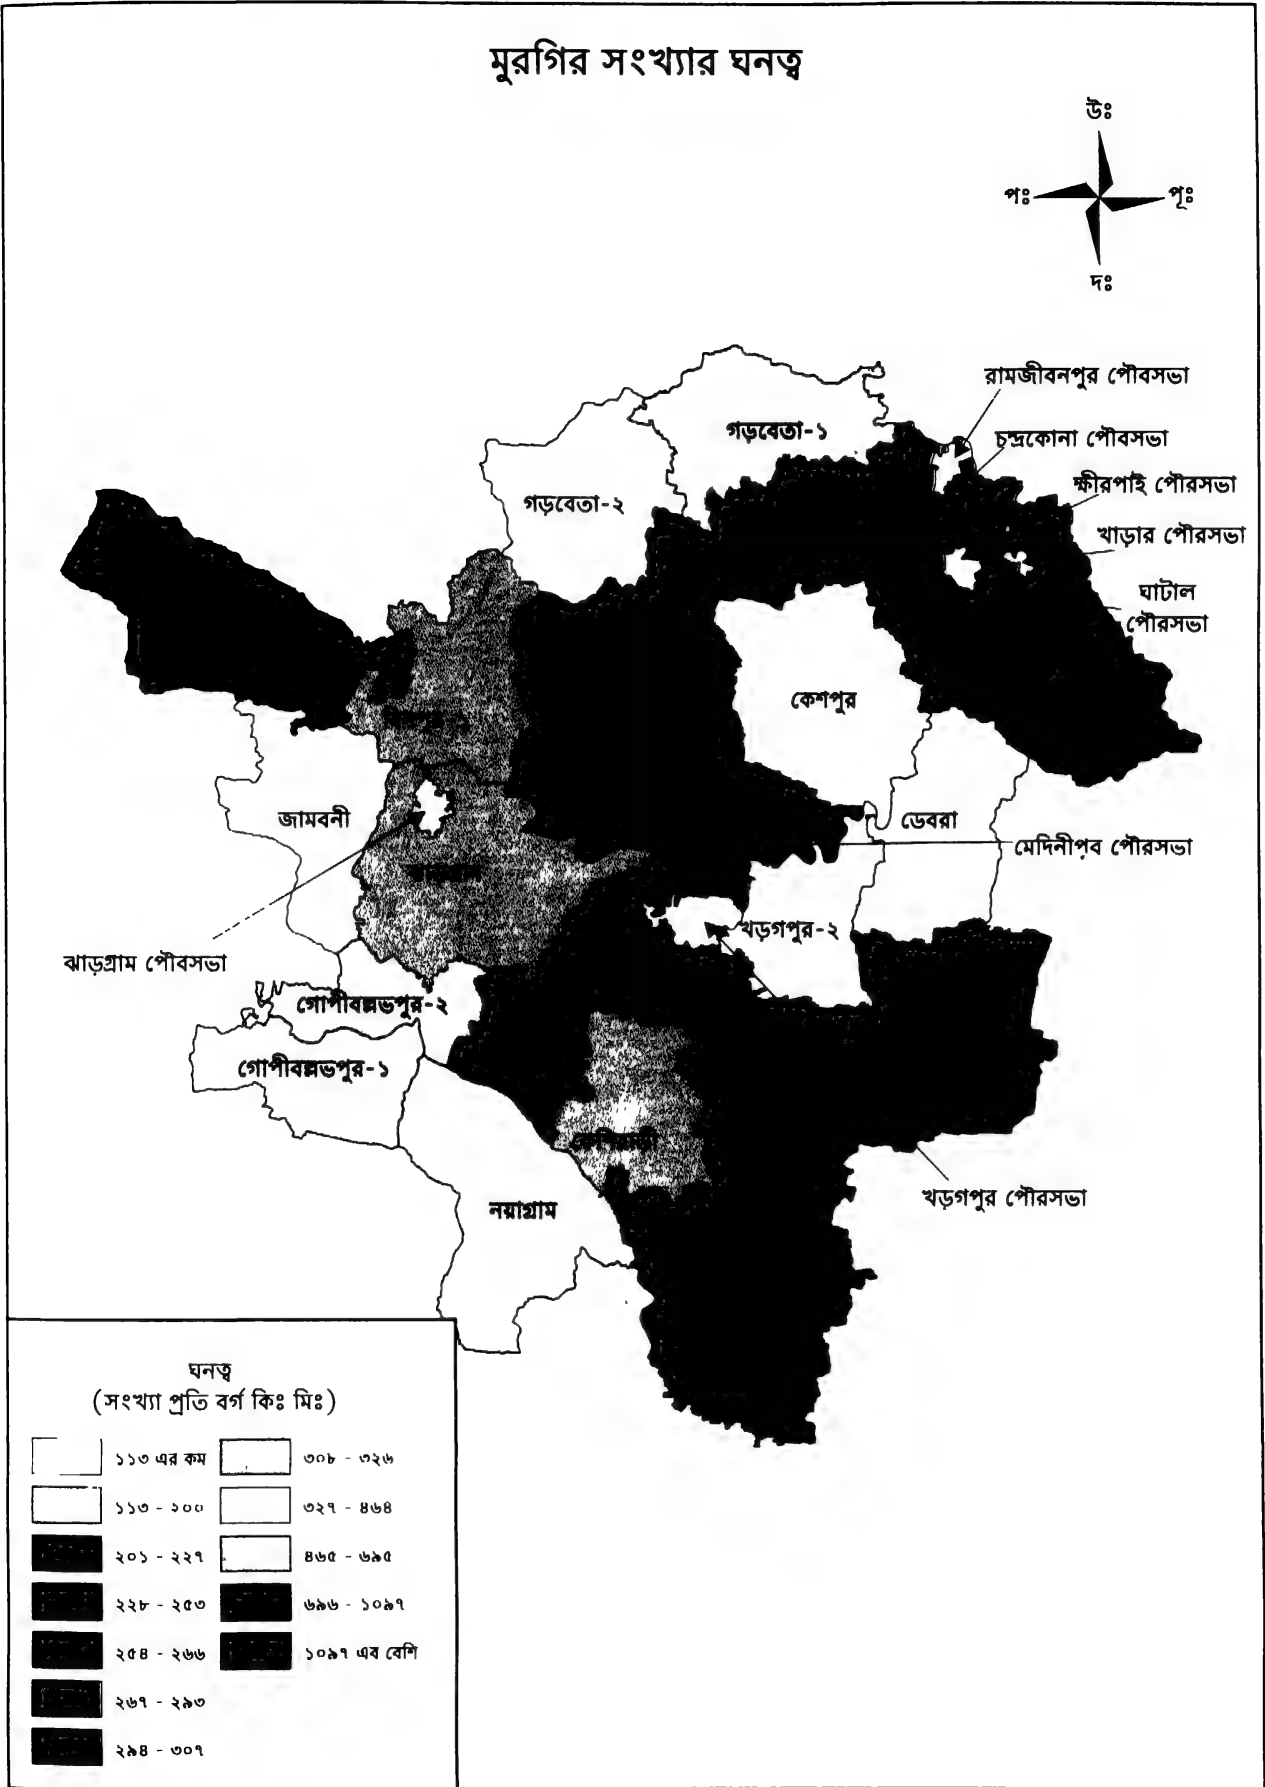 মুরগির সংখ্যার ঘনত্ব
উঃ
পঃ
পূঃ
দঃ
রামজীবনপুর পৌবসভা
গড়বেতা-১
চন্দ্রকোনা পৌবসভা
ক্ষীরপাই পৌরসভা
গড়বেতা-২
খাড়ার পৌরসভা
ঘাটাল
পৌরসভা
কেশপুর
জামবনী
ডেবরা
মেদিনীপুব পৌরসভা
খড়গপুর-২
ঝাড়গ্রাম পৌবসভা
গোপীবল্লভপুর-২
গোপীবল্লভপুর-১
খড়গপুর পৌরসভা
নয়াগ্রাম
ঘনত্ব
(সংখ্যা প্রতি বর্গ কিঃ মিঃ)
১১৩ এর কম
৩০৮ - ৩২৬
১১৩ - ২০০
৩২৭ - ৪৬৪
২০১ - ২২৭
৪৬৫ - ৬৯৫
২২৮ - ২৫৩
৬৯৬ - ১০৯৭
২৫৪ - ২৬৬
১০৯৭ এব বেশি
২৬৭ - ২৯৩
২৯৪ - ৩০৭